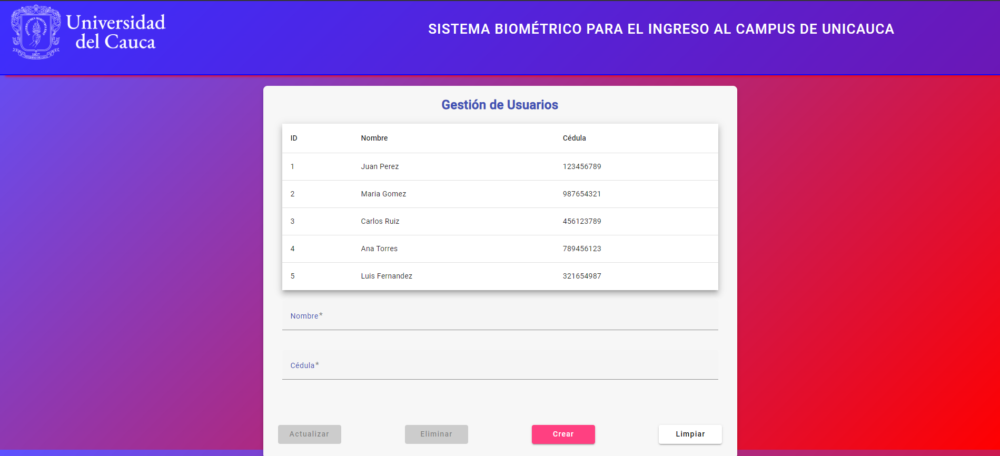 Universidad
del Cauca
1827
SISTEMA BIOMÉTRICO PARA EL INGRESO AL CAMPUS DE UNICAUCA
Gestión de Usuarios
ID Nombre Cédula
1 Juan Perez 123456789
2 Maria Gomez 987654321
3 Carlos Ruiz 456123789
4 Ana Torres 789456123
5 Luis Fernandez 321654987
Nombre*
Cédula*
Actualizar Eliminar Crear Limpiar